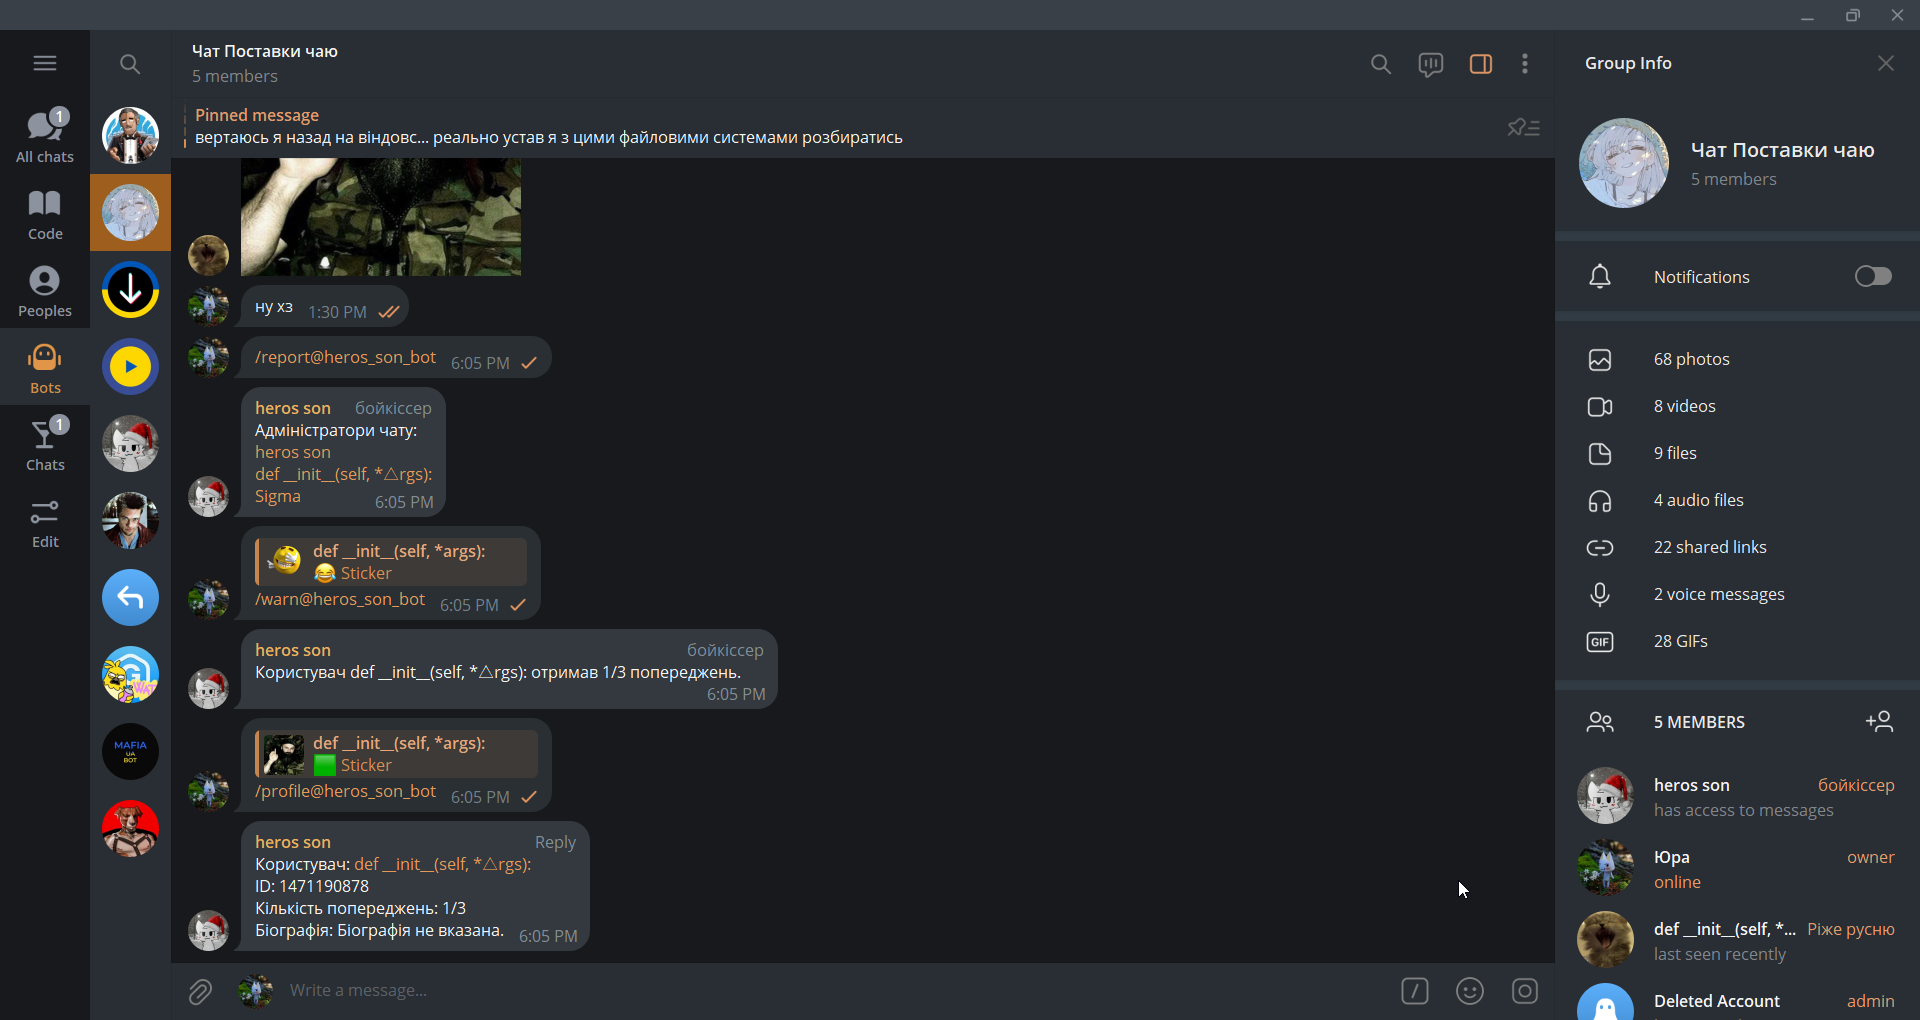 Чат Поставки чаю
5 members
Pinned message
вертаюсь я назад на віндовс... реально устав я з цими файловими системами розбиратись
1
All chats
Code
Peoples
Bots
1
Chats
Edit
MAFIA
UA
BOT
WAT
ну хз 1:30 PM
/report@heros_son_bot 6:05 PM
heros son бойкіссер
Адміністратори чату:
heros son
def __init__(self, *△rgs):
Sigma 6:05 PM
def __init__(self, *args):
😂 Sticker
/warn@heros_son_bot 6:05 PM
heros son бойкіссер
Користувач def __init__(self, *△rgs): отримав 1/3 попереджень.
6:05 PM
def __init__(self, *args):
🟩 Sticker
/profile@heros_son_bot 6:05 PM
heros son Reply
Користувач: def __init__(self, *△rgs):
ID: 1471190878
Кількість попереджень: 1/3
Біографія: Біографія не вказана. 6:05 PM
Write a message...
Group Info
Чат Поставки чаю
5 members
Notifications
68 photos
8 videos
9 files
4 audio files
22 shared links
2 voice messages
GIF 28 GIFs
5 MEMBERS
heros son бойкіссер
has access to messages
Юра owner
online
def __init__(self, *... Ріже русню
last seen recently
Deleted Account admin